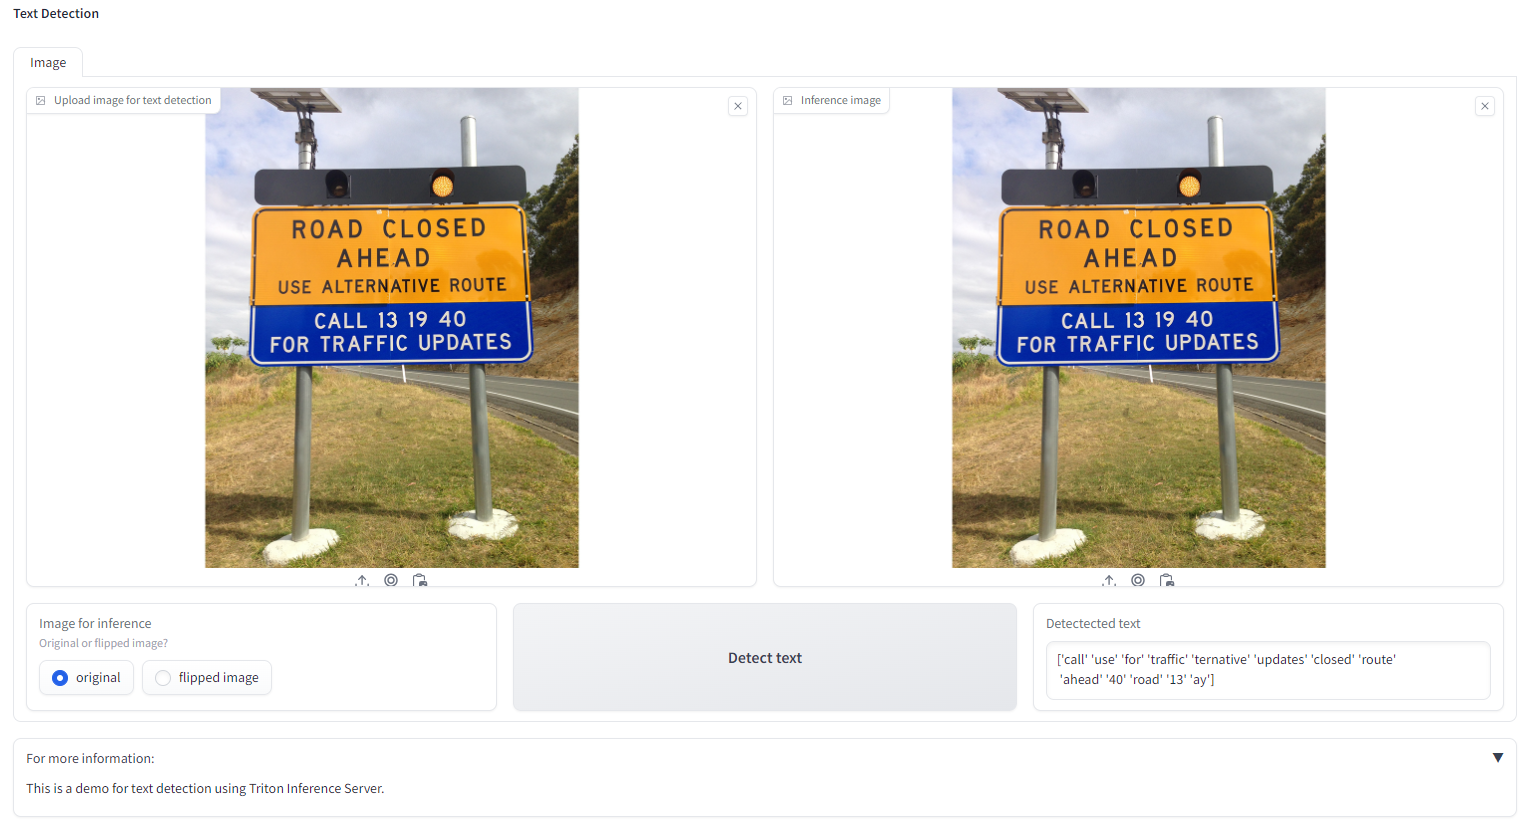 Text Detection
Image
Upload image for text detection
Inference image
ROAD CLOSED
AHEAD
USE ALTERNATIVE ROUTE
CALL 13 19 40
FOR TRAFFIC UPDATES
ROAD CLOSED
AHEAD
USE ALTERNATIVE ROUTE
CALL 13 19 40
FOR TRAFFIC UPDATES
Image for inference
Original or flipped image?
original
flipped image
Detect text
Detectected text
['call' 'use' 'for' 'traffic' 'ternative' 'updates' 'closed' 'route'
'ahead' '40' 'road' '13' 'ay']
For more information:
This is a demo for text detection using Triton Inference Server.